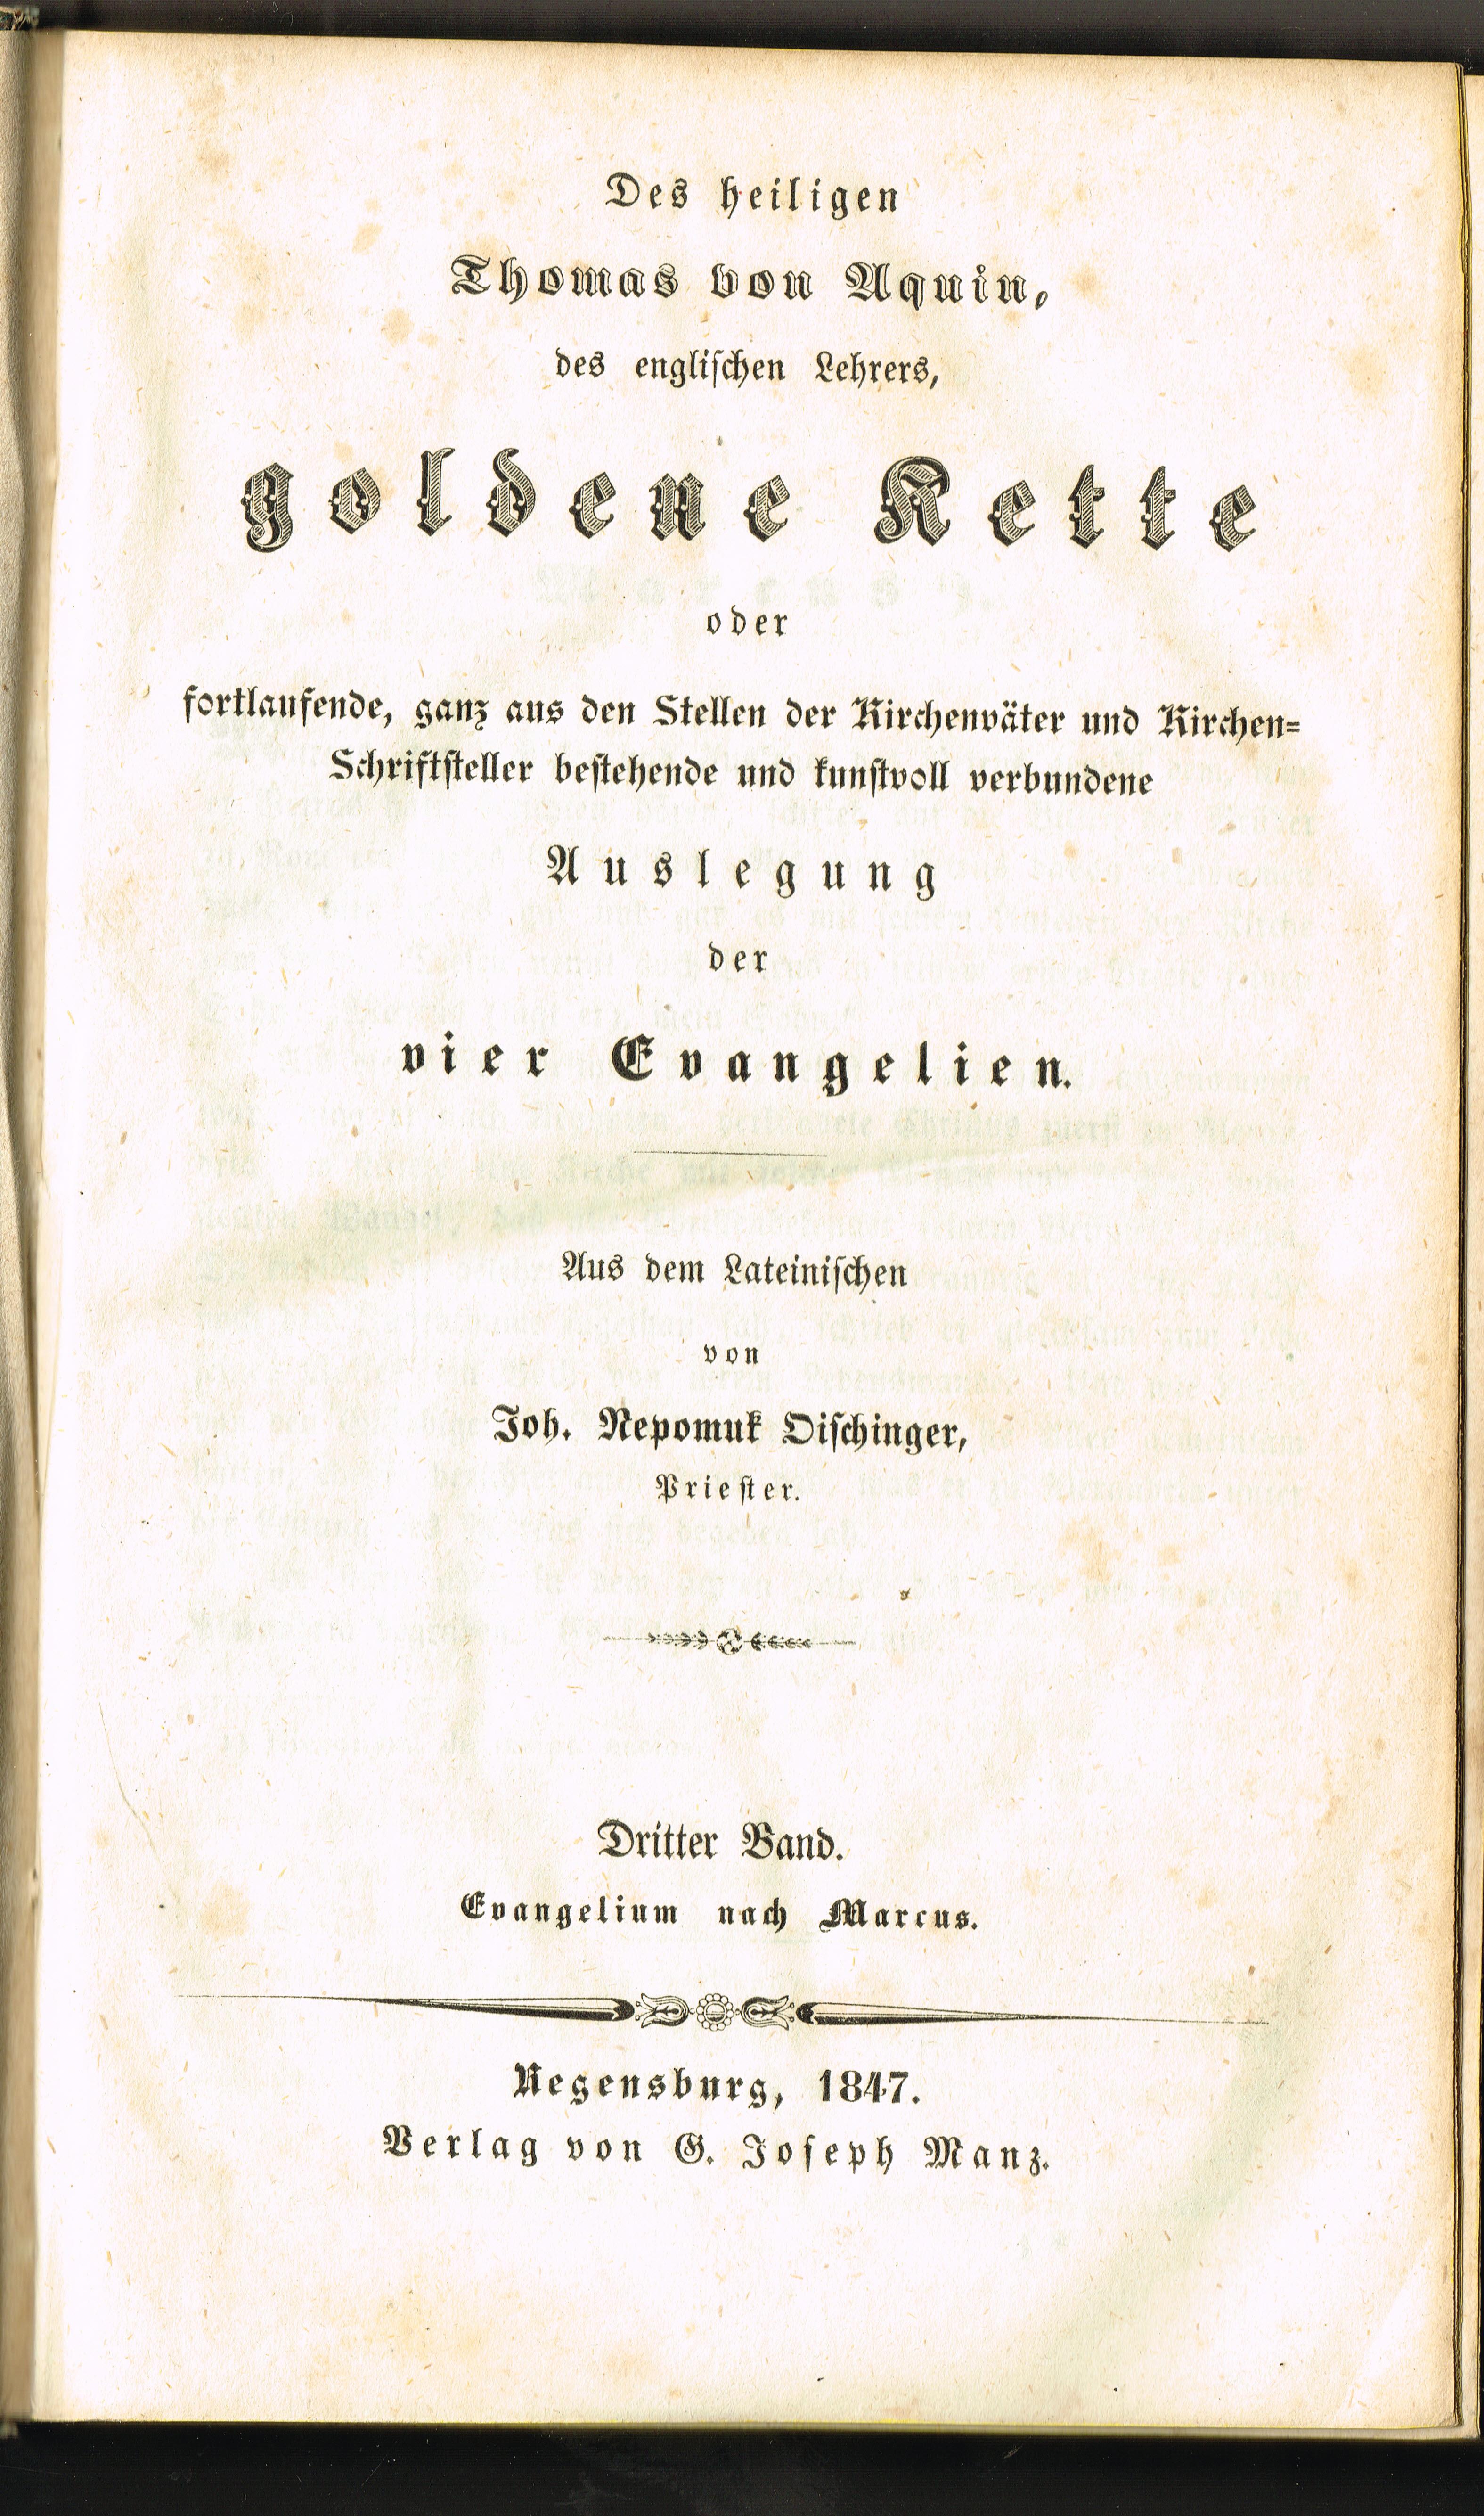 Des heiligen
Thomas von Aquin,
des engliſchen Lehrers,
goldene Kette
oder
fortlaufende, ganz aus den Stellen der Kirchenväter und Kirchen=
Schriftſteller beſtehende und kunſtvoll verbundene
Auslegung
der
vier Evangelien.
Aus dem Lateiniſchen
von
Joh. Nepomuk Oiſchinger,
Prieſter.
Dritter Band.
Evangelium nach Marcus.
Regensburg, 1847.
Verlag von G. Joſeph Manz.